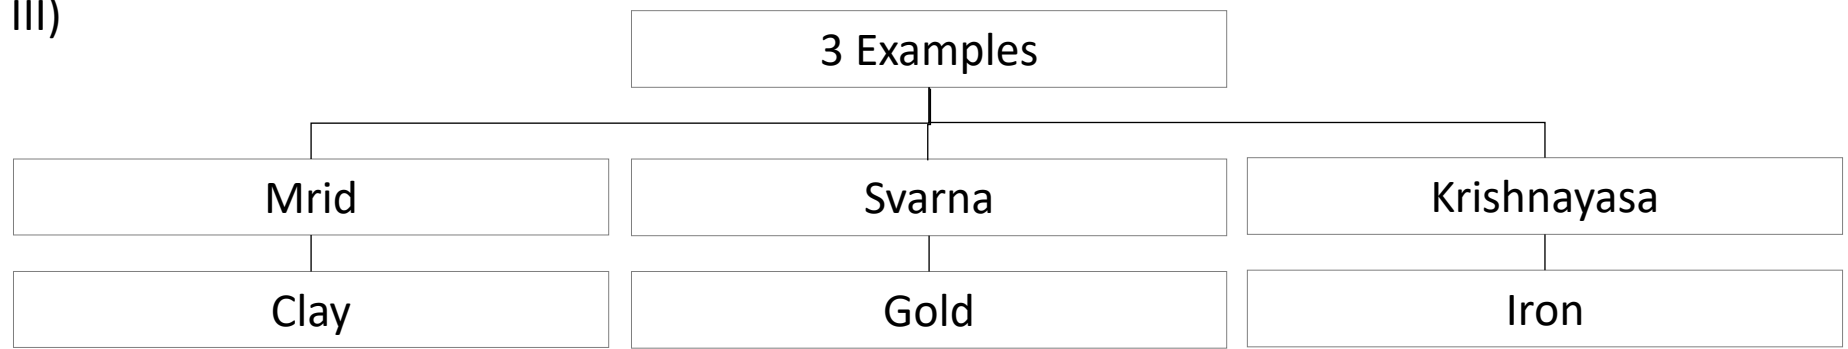 III)
3 Examples
Mrid
Svarna
Krishnayasa
Clay
Gold
Iron